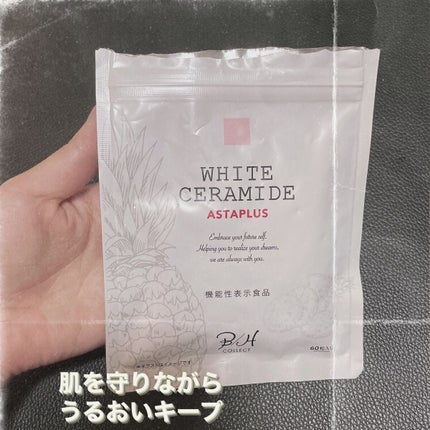 WHITE
CERAMIDE
ASTAPLUS
Embrace your future self.
Helping you to realize your dreams,
we are always with you.
機能性表示食品
B&H
COLLECT
肌を守りながら
うるおいキープ